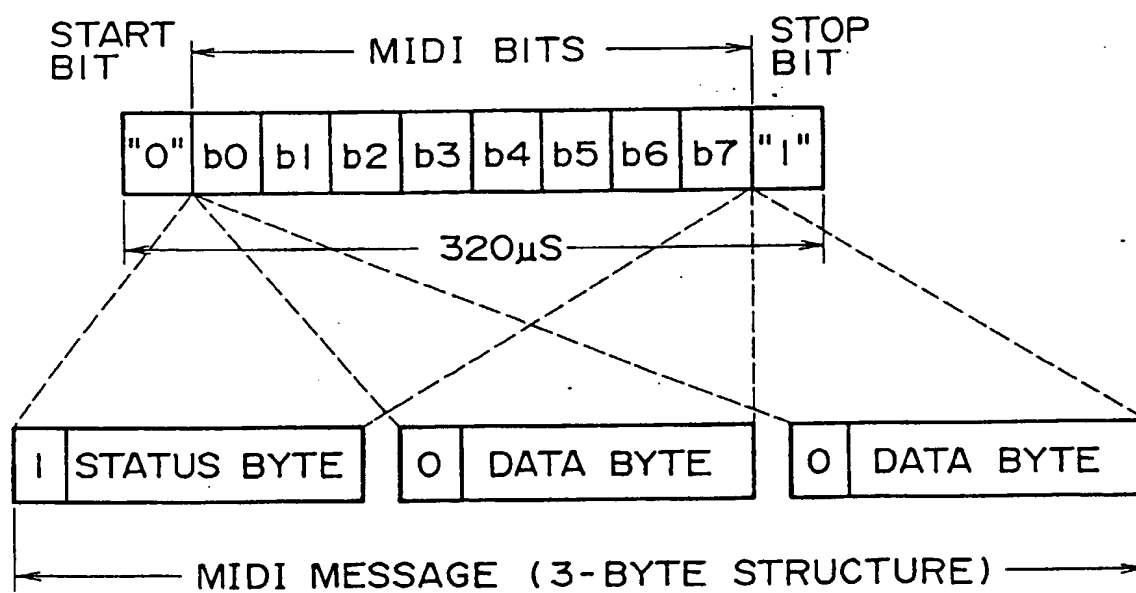 START BIT
MIDI BITS
STOP BIT
"0" b0 b1 b2 b3 b4 b5 b6 b7 "1"
320μS
1 STATUS BYTE 0 DATA BYTE 0 DATA BYTE
MIDI MESSAGE (3-BYTE STRUCTURE)